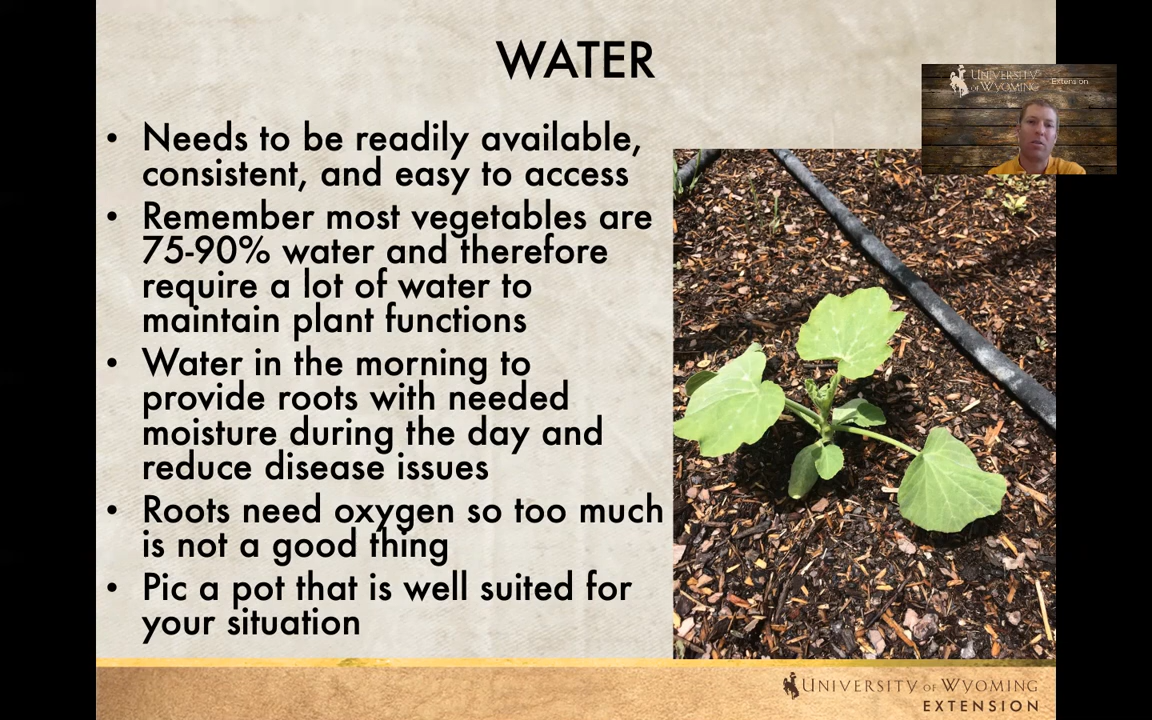 WATER
UNIVERSITY
OF WYOMING
Extension
• Needs to be readily available,
consistent, and easy to access
• Remember most vegetables are
75-90% water and therefore
require a lot of water to
maintain plant functions
• Water in the morning to
provide roots with needed
moisture during the day and
reduce disease issues
• Roots need oxygen so too much
is not a good thing
• Pic a pot that is well suited for
your situation
UNIVERSITY OF WYOMING
EXTENSION